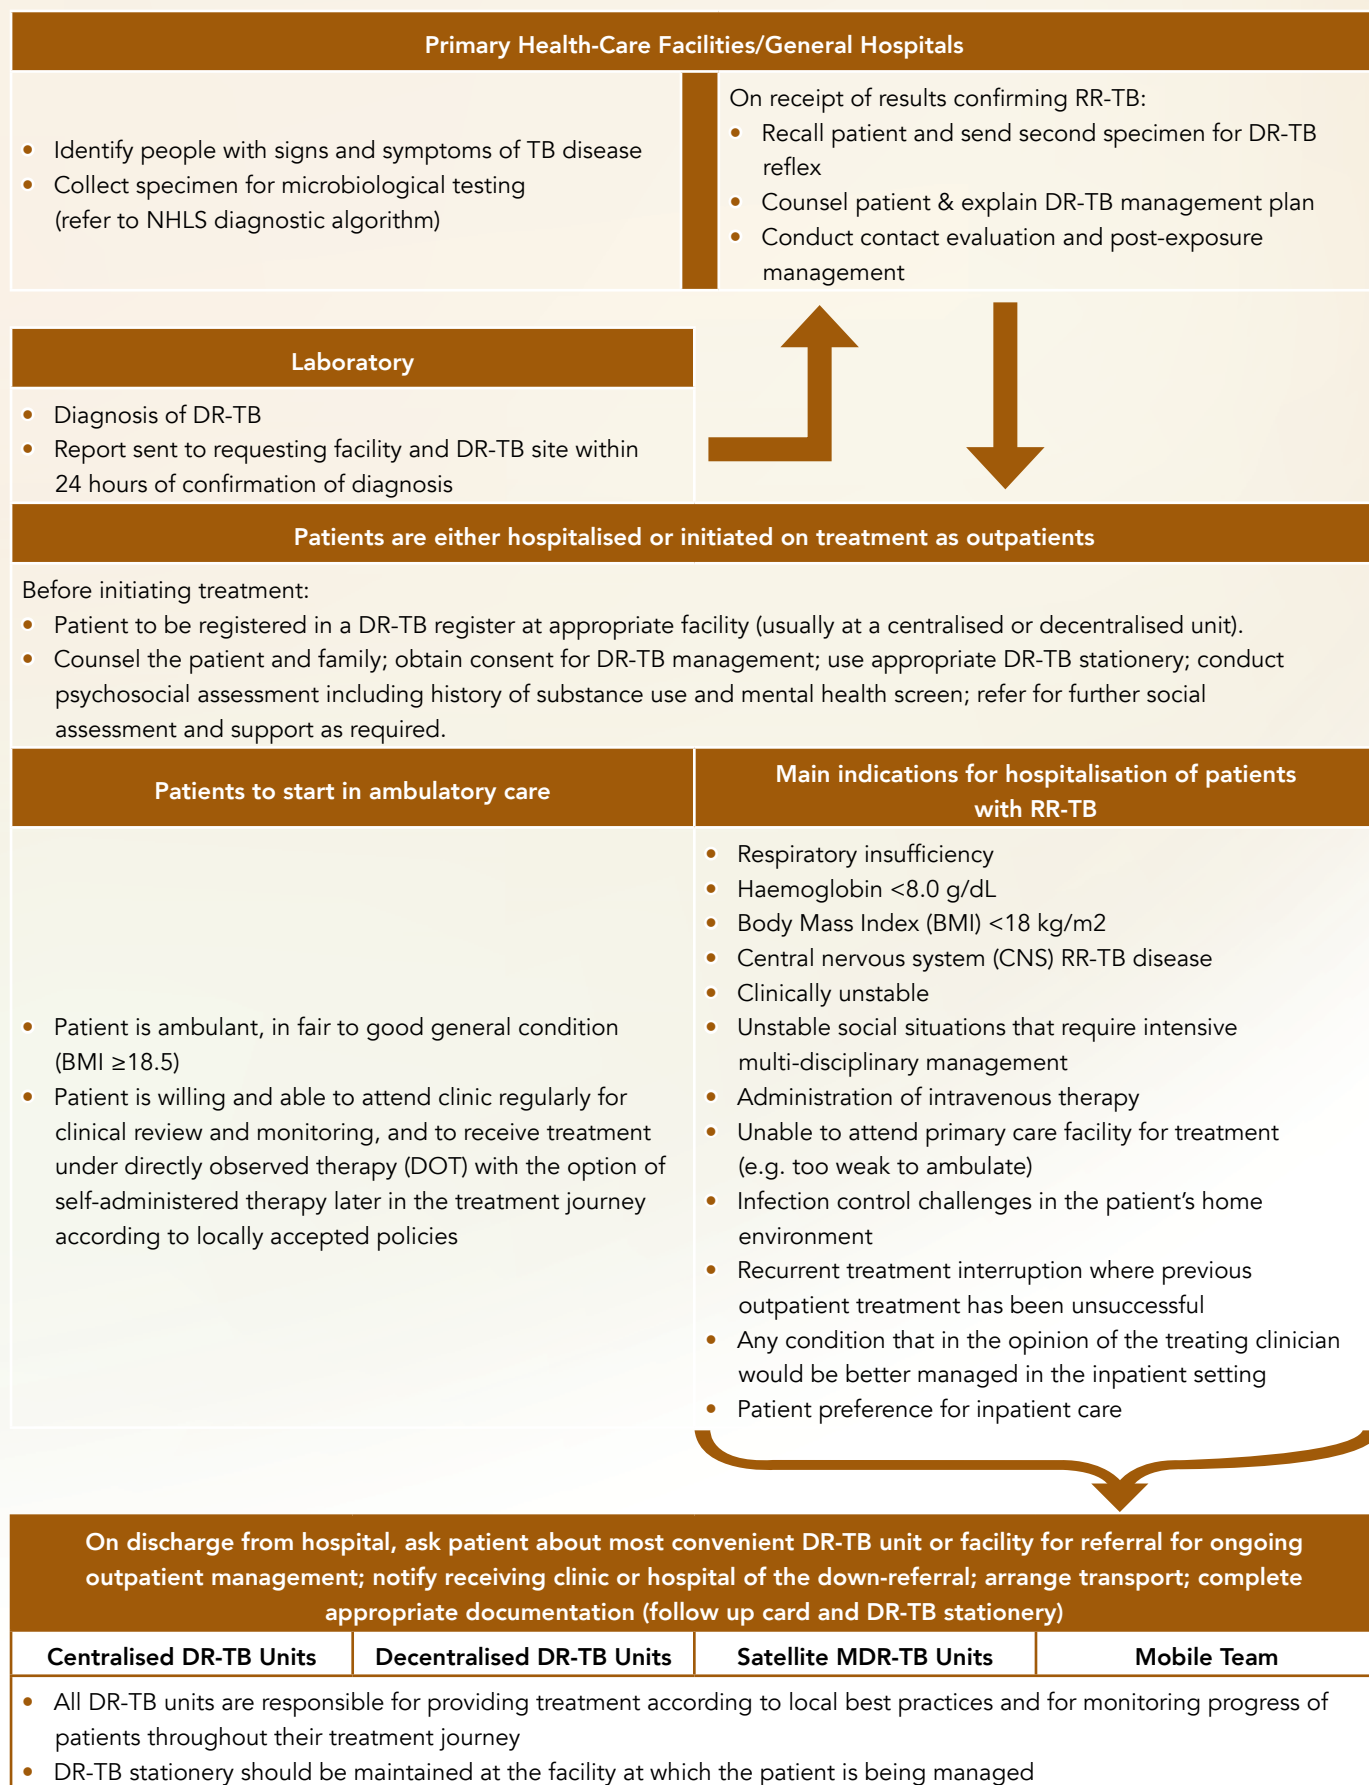 Primary Health-Care Facilities/General Hospitals
• Identify people with signs and symptoms of TB disease
• Collect specimen for microbiological testing
(refer to NHLS diagnostic algorithm)
On receipt of results confirming RR-TB:
• Recall patient and send second specimen for DR-TB
reflex
• Counsel patient & explain DR-TB management plan
• Conduct contact evaluation and post-exposure
management
Laboratory
• Diagnosis of DR-TB
• Report sent to requesting facility and DR-TB site within
24 hours of confirmation of diagnosis
Patients are either hospitalised or initiated on treatment as outpatients
Before initiating treatment:
• Patient to be registered in a DR-TB register at appropriate facility (usually at a centralised or decentralised unit).
• Counsel the patient and family; obtain consent for DR-TB management; use appropriate DR-TB stationery; conduct
psychosocial assessment including history of substance use and mental health screen; refer for further social
assessment and support as required.
Patients to start in ambulatory care
• Patient is ambulant, in fair to good general condition
(BMI ≥18.5)
• Patient is willing and able to attend clinic regularly for
clinical review and monitoring, and to receive treatment
under directly observed therapy (DOT) with the option of
self-administered therapy later in the treatment journey
according to locally accepted policies
Main indications for hospitalisation of patients
with RR-TB
• Respiratory insufficiency
• Haemoglobin <8.0 g/dL
• Body Mass Index (BMI) <18 kg/m2
• Central nervous system (CNS) RR-TB disease
• Clinically unstable
• Unstable social situations that require intensive
multi-disciplinary management
• Administration of intravenous therapy
• Unable to attend primary care facility for treatment
(e.g. too weak to ambulate)
• Infection control challenges in the patient's home
environment
• Recurrent treatment interruption where previous
outpatient treatment has been unsuccessful
• Any condition that in the opinion of the treating clinician
would be better managed in the inpatient setting
• Patient preference for inpatient care
On discharge from hospital, ask patient about most convenient DR-TB unit or facility for referral for ongoing
outpatient management; notify receiving clinic or hospital of the down-referral; arrange transport; complete
appropriate documentation (follow up card and DR-TB stationery)
Centralised DR-TB Units
Decentralised DR-TB Units
Satellite MDR-TB Units
Mobile Team
• All DR-TB units are responsible for providing treatment according to local best practices and for monitoring progress of
patients throughout their treatment journey
• DR-TB stationery should be maintained at the facility at which the patient is being managed